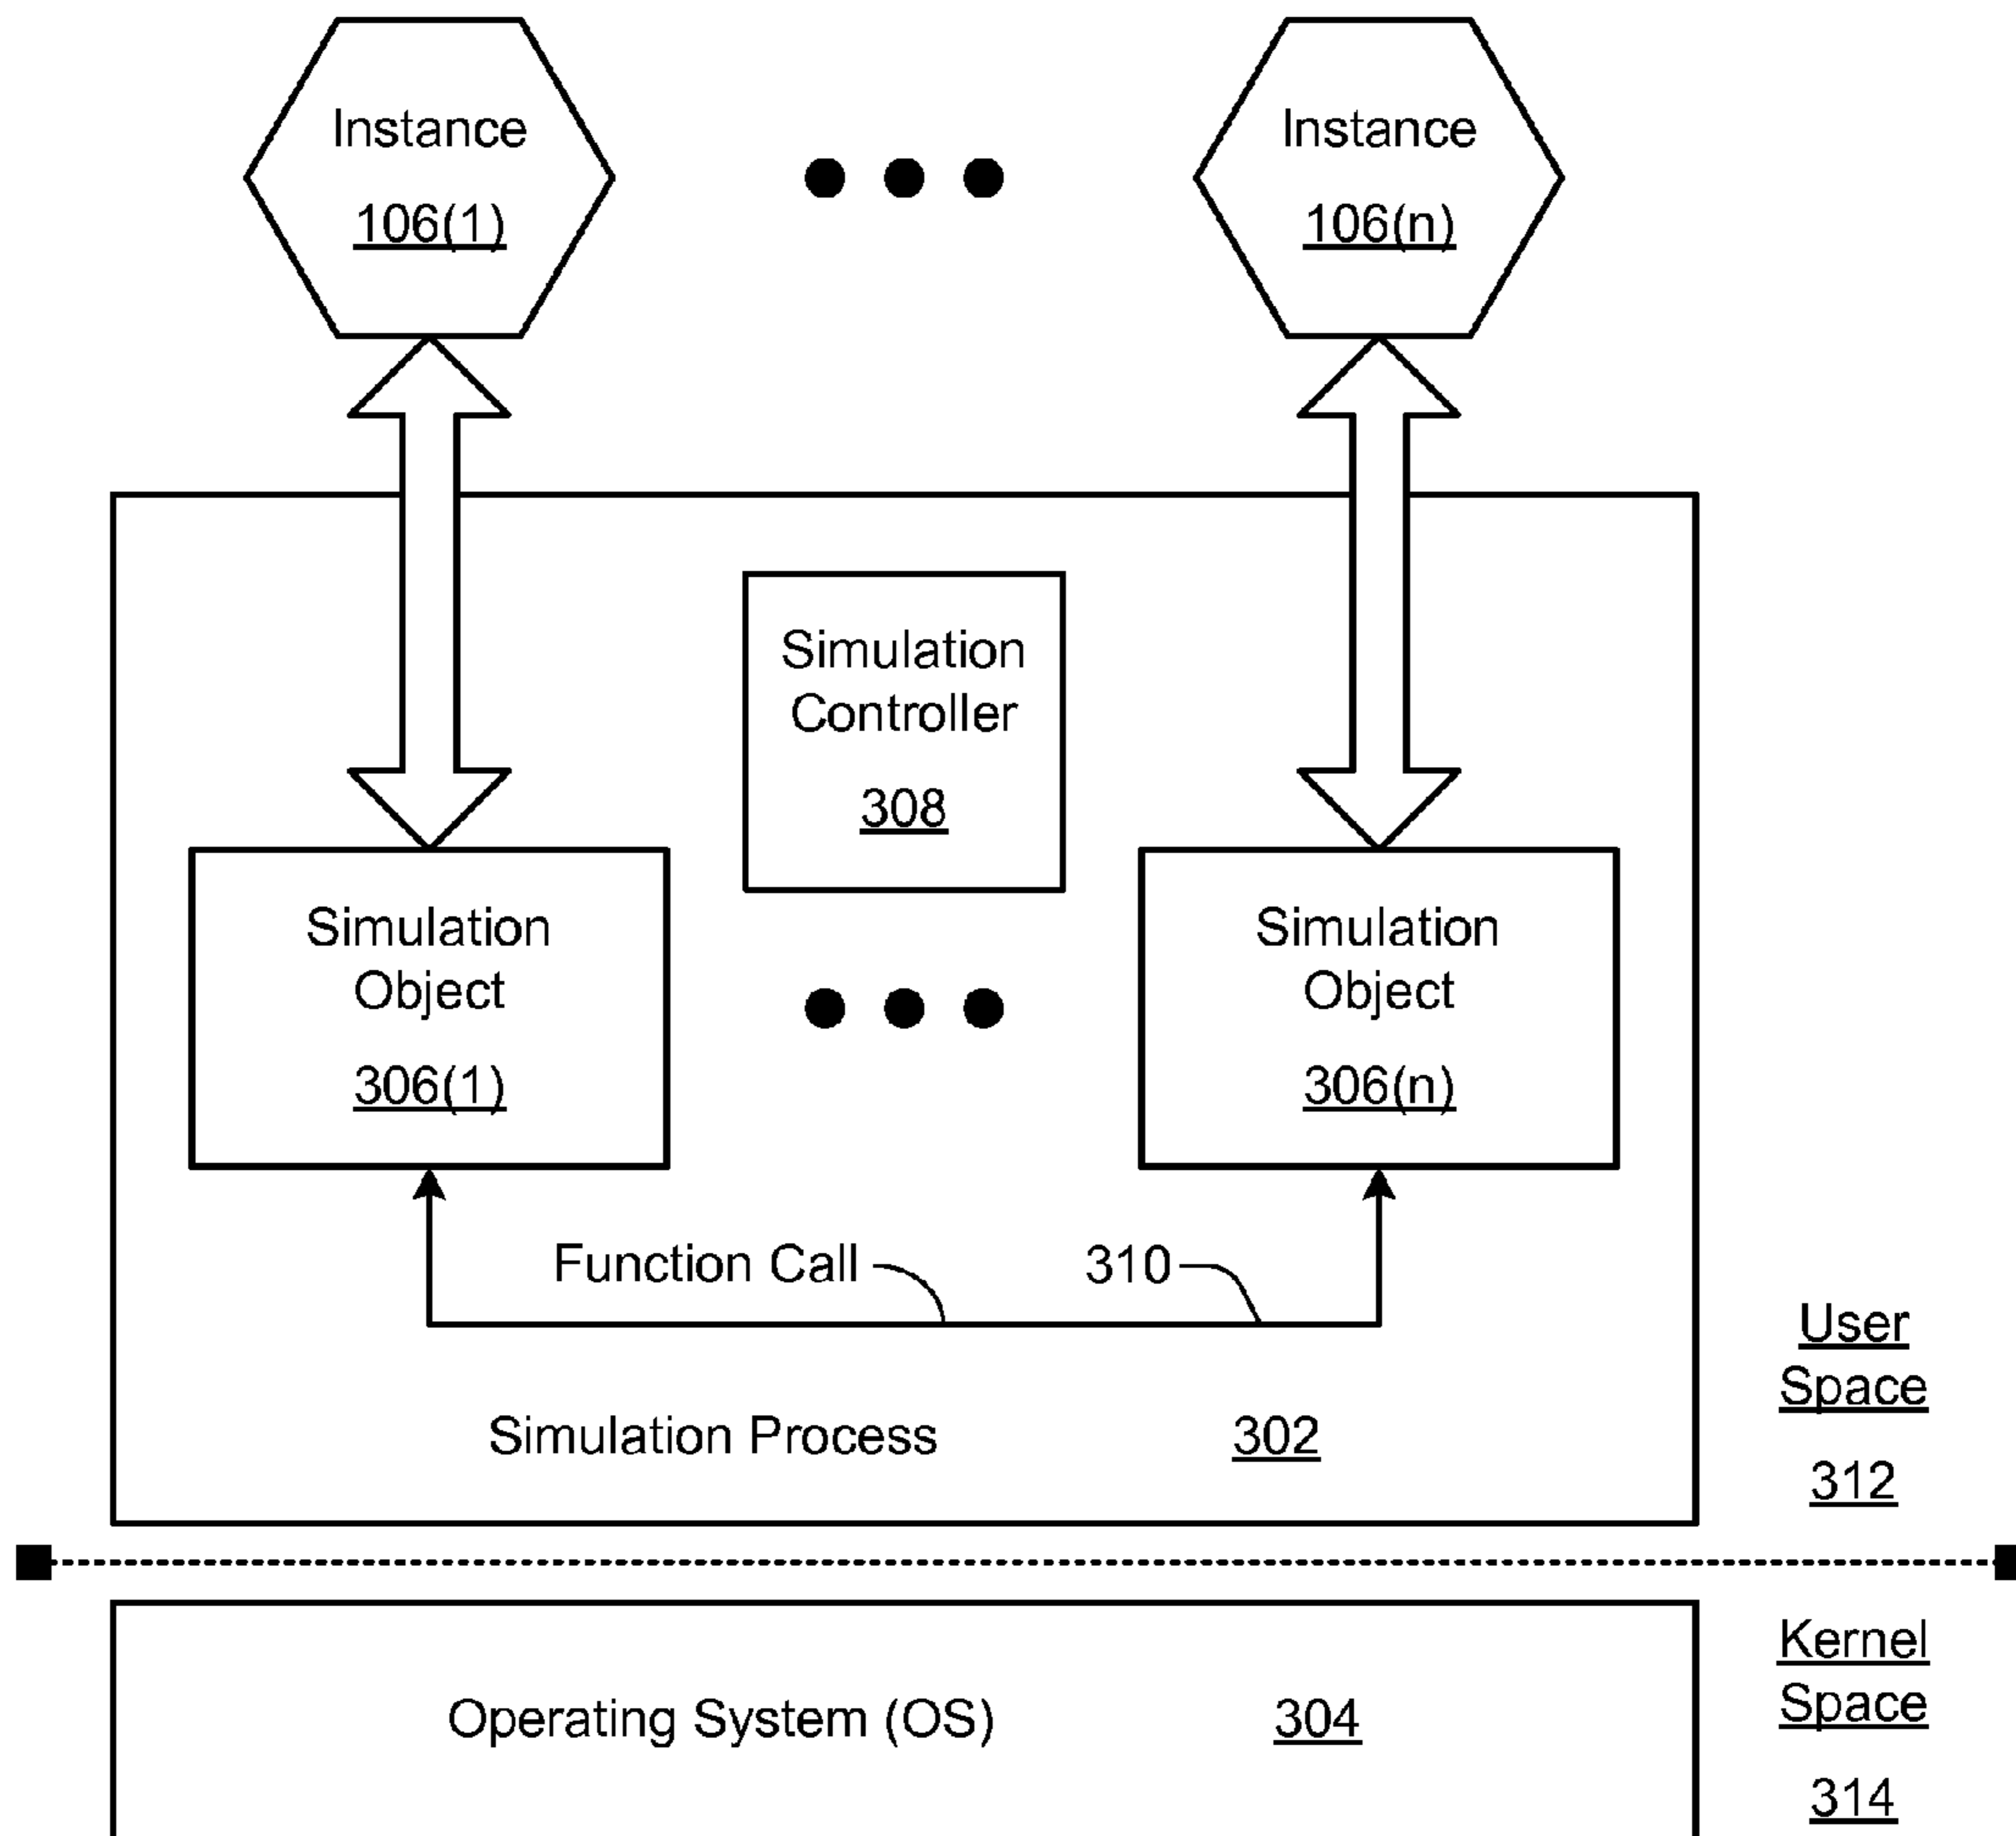 Instance
106(1)
Instance
106(n)
Simulation
Controller
308
Simulation
Object
306(1)
Simulation
Object
306(n)
Function Call
310
User
Space
312
Simulation Process
302
Kernel
Space
314
Operating System (OS)
304